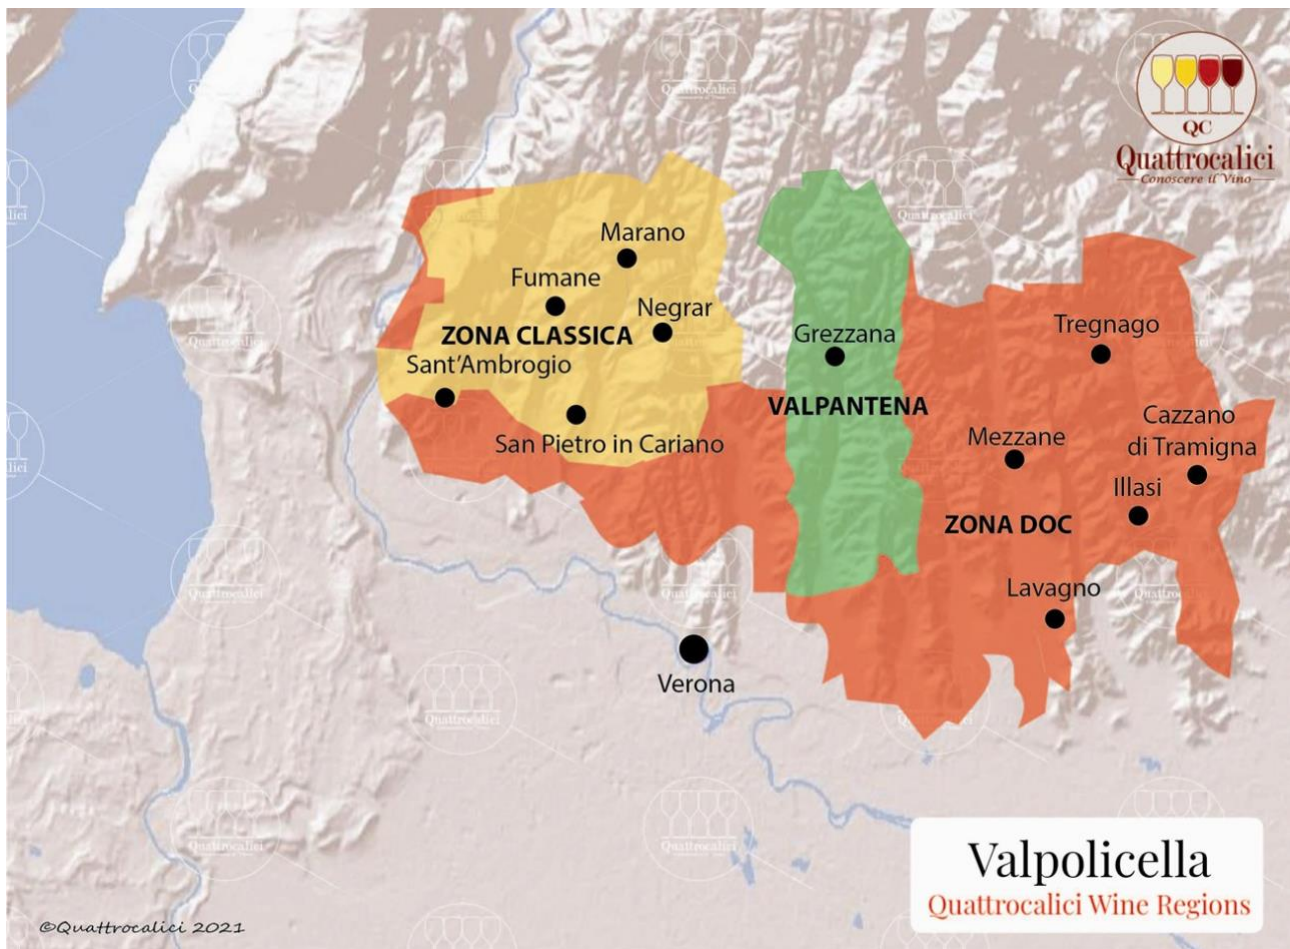 QC
Quattrocalici
Conoscere il Vino
Marano
Fumane
Negrar
ZONA CLASSICA
Sant'Ambrogio
San Pietro in Cariano
Grezzana
VALPANTENA
Tregnago
Cazzano
di Tramigna
Mezzane
Illasi
ZONA DOC
Lavagno
Verona
Valpolicella
Quattrocalici Wine Regions
©Quattrocalici 2021